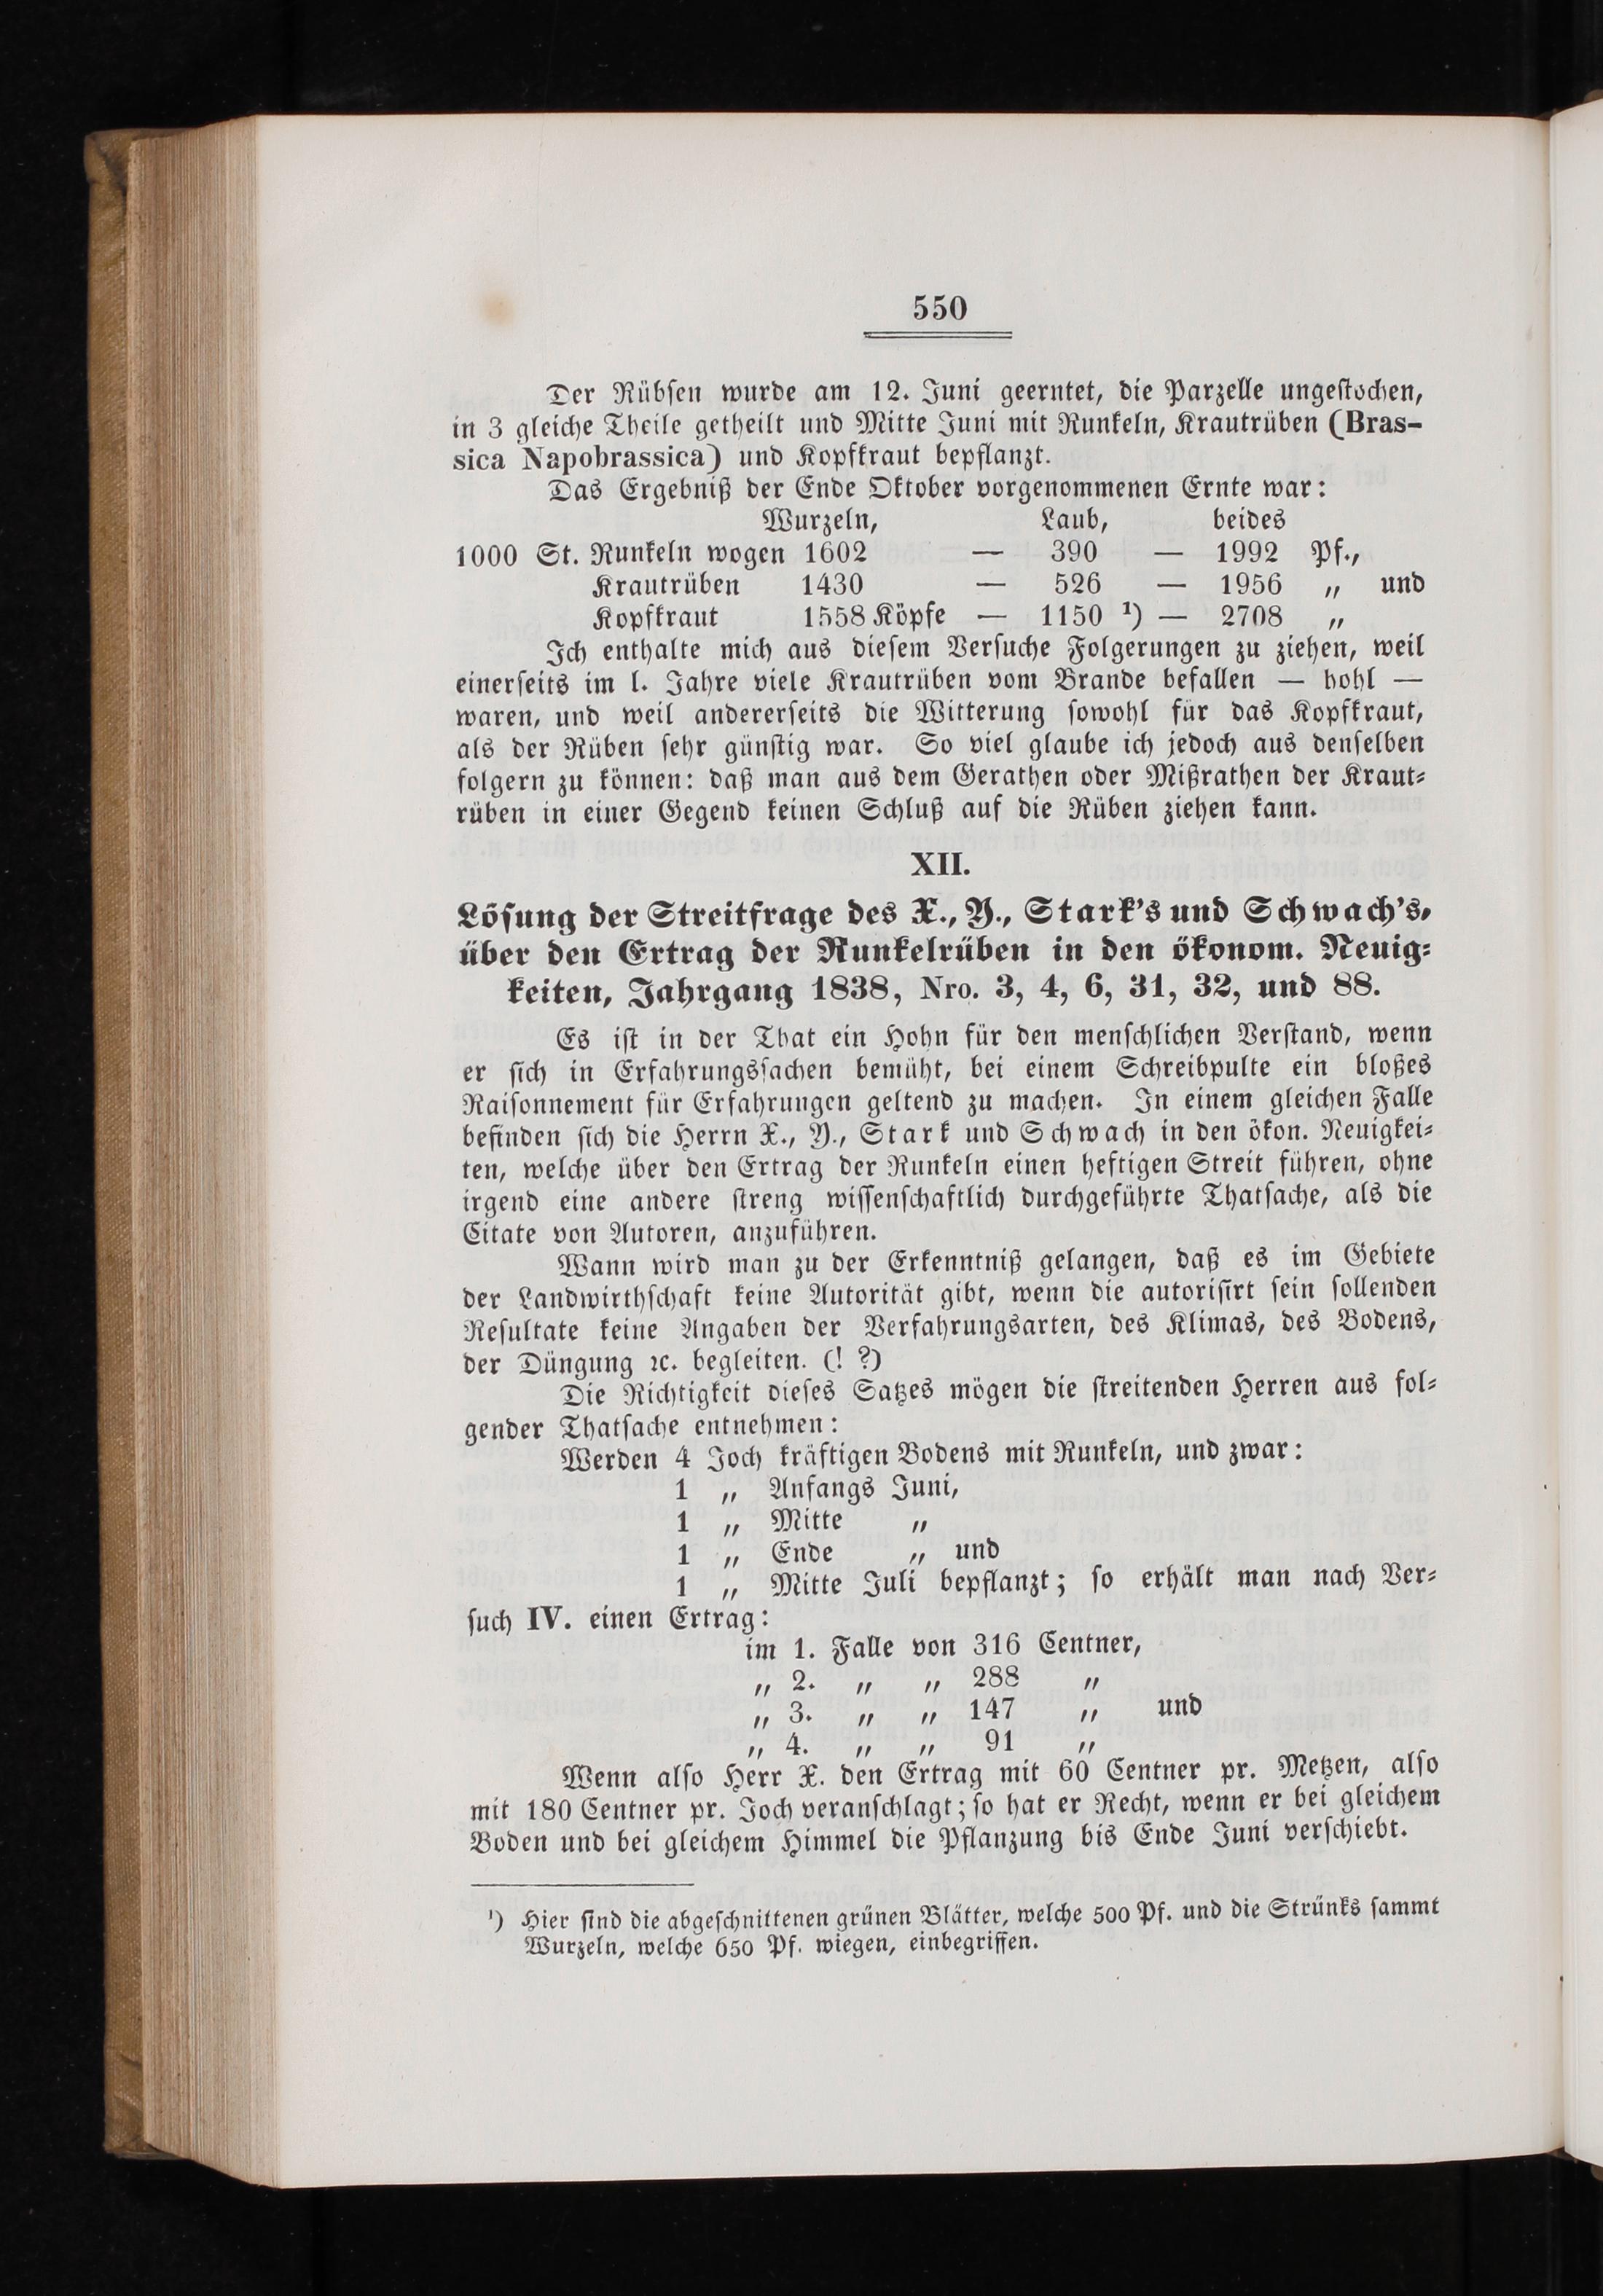 550
Der Rübsen wurde am 12. Juni geerntet, die Parzelle ungestochen,
in 3 gleiche Theile getheilt und Mitte Juni mit Runkeln, Krautrüben (Bras-
sica Napobrassica) und Kopfkraut bepflanzt.
Das Ergebniß der Ende Oktober vorgenommenen Ernte war:
Wurzeln, Laub, beides
1000 St. Runkeln wogen 1602 — 390 — 1992 Pf.,
Krautrüben 1430 — 526 — 1956 „ und
Kopfkraut 1558 Köpfe — 1150 ¹) — 2708 „
Ich enthalte mich aus diesem Versuche Folgerungen zu ziehen, weil
einerseits im l. Jahre viele Krautrüben vom Brande befallen — hohl —
waren, und weil andererseits die Witterung sowohl für das Kopfkraut,
als der Rüben sehr günstig war. So viel glaube ich jedoch aus denselben
folgern zu können: daß man aus dem Gerathen oder Mißrathen der Kraut-
rüben in einer Gegend keinen Schluß auf die Rüben ziehen kann.
XII.
Lösung der Streitfrage des X., Y., Stark's und Schwach's,
über den Ertrag der Runkelrüben in den ökonom. Neuig-
keiten, Jahrgang 1838, Nro. 3, 4, 6, 31, 32, und 88.
Es ist in der That ein Hohn für den menschlichen Verstand, wenn
er sich in Erfahrungssachen bemüht, bei einem Schreibpulte ein bloßes
Raisonnement für Erfahrungen geltend zu machen. In einem gleichen Falle
befinden sich die Herrn X., Y., Stark und Schwach in den ökon. Neuigkei-
ten, welche über den Ertrag der Runkeln einen heftigen Streit führen, ohne
irgend eine andere streng wissenschaftlich durchgeführte Thatsache, als die
Citate von Autoren, anzuführen.
Wann wird man zu der Erkenntniß gelangen, daß es im Gebiete
der Landwirthschaft keine Autorität gibt, wenn die autorisirt sein sollenden
Resultate keine Angaben der Verfahrungsarten, des Klimas, des Bodens,
der Düngung ꝛc. begleiten. (! ?)
Die Richtigkeit dieses Satzes mögen die streitenden Herren aus fol-
gender Thatsache entnehmen:
Werden 4 Joch kräftigen Bodens mit Runkeln, und zwar:
1 „ Anfangs Juni,
1 „ Mitte „
1 „ Ende „ und
1 „ Mitte Juli bepflanzt; so erhält man nach Ver-
such IV. einen Ertrag:
im 1. Falle von 316 Centner,
„ 2. „ „ 288 „
„ 3. „ „ 147 „ und
„ 4. „ „ 91 „
Wenn also Herr X. den Ertrag mit 60 Centner pr. Metzen, also
mit 180 Centner pr. Joch veranschlagt; so hat er Recht, wenn er bei gleichem
Boden und bei gleichem Himmel die Pflanzung bis Ende Juni verschiebt.
¹) Hier sind die abgeschnittenen grünen Blätter, welche 500 Pf. und die Strünks sammt
Wurzeln, welche 650 Pf. wiegen, einbegriffen.